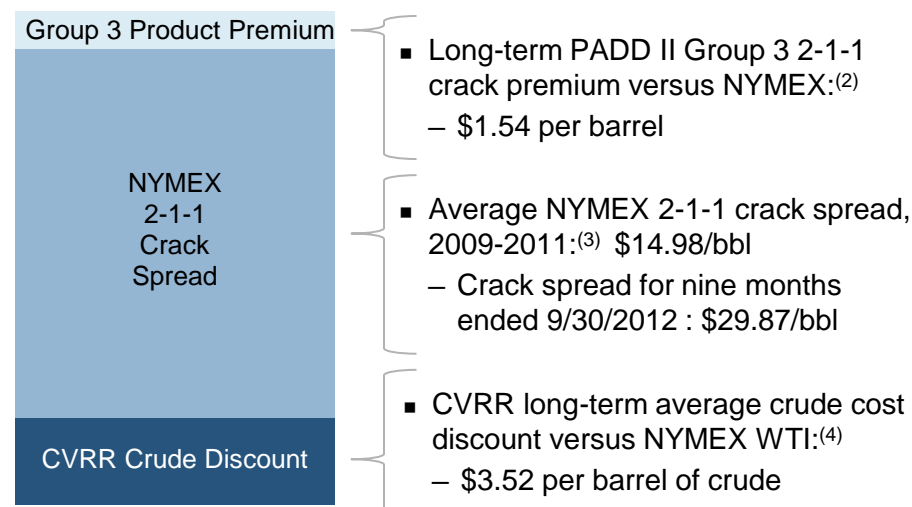 Group 3 Product Premium
NYMEX
2-1-1
Crack
Spread
CVRR Crude Discount
▪ Long-term PADD II Group 3 2-1-1
crack premium versus NYMEX:(2)
– $1.54 per barrel
▪ Average NYMEX 2-1-1 crack spread,
2009-2011:(3) $14.98/bbl
– Crack spread for nine months
ended 9/30/2012 : $29.87/bbl
▪ CVRR long-term average crude cost
discount versus NYMEX WTI:(4)
– $3.52 per barrel of crude